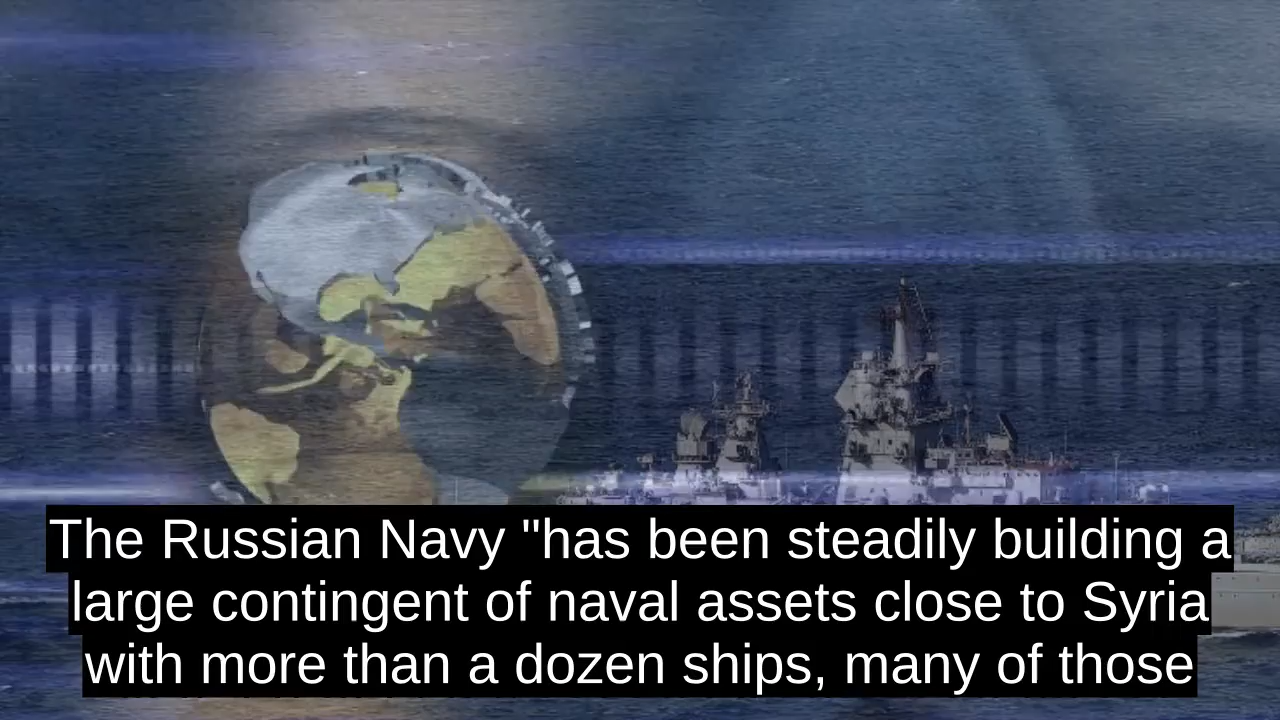 The Russian Navy "has been steadily building a
large contingent of naval assets close to Syria
with more than a dozen ships, many of those